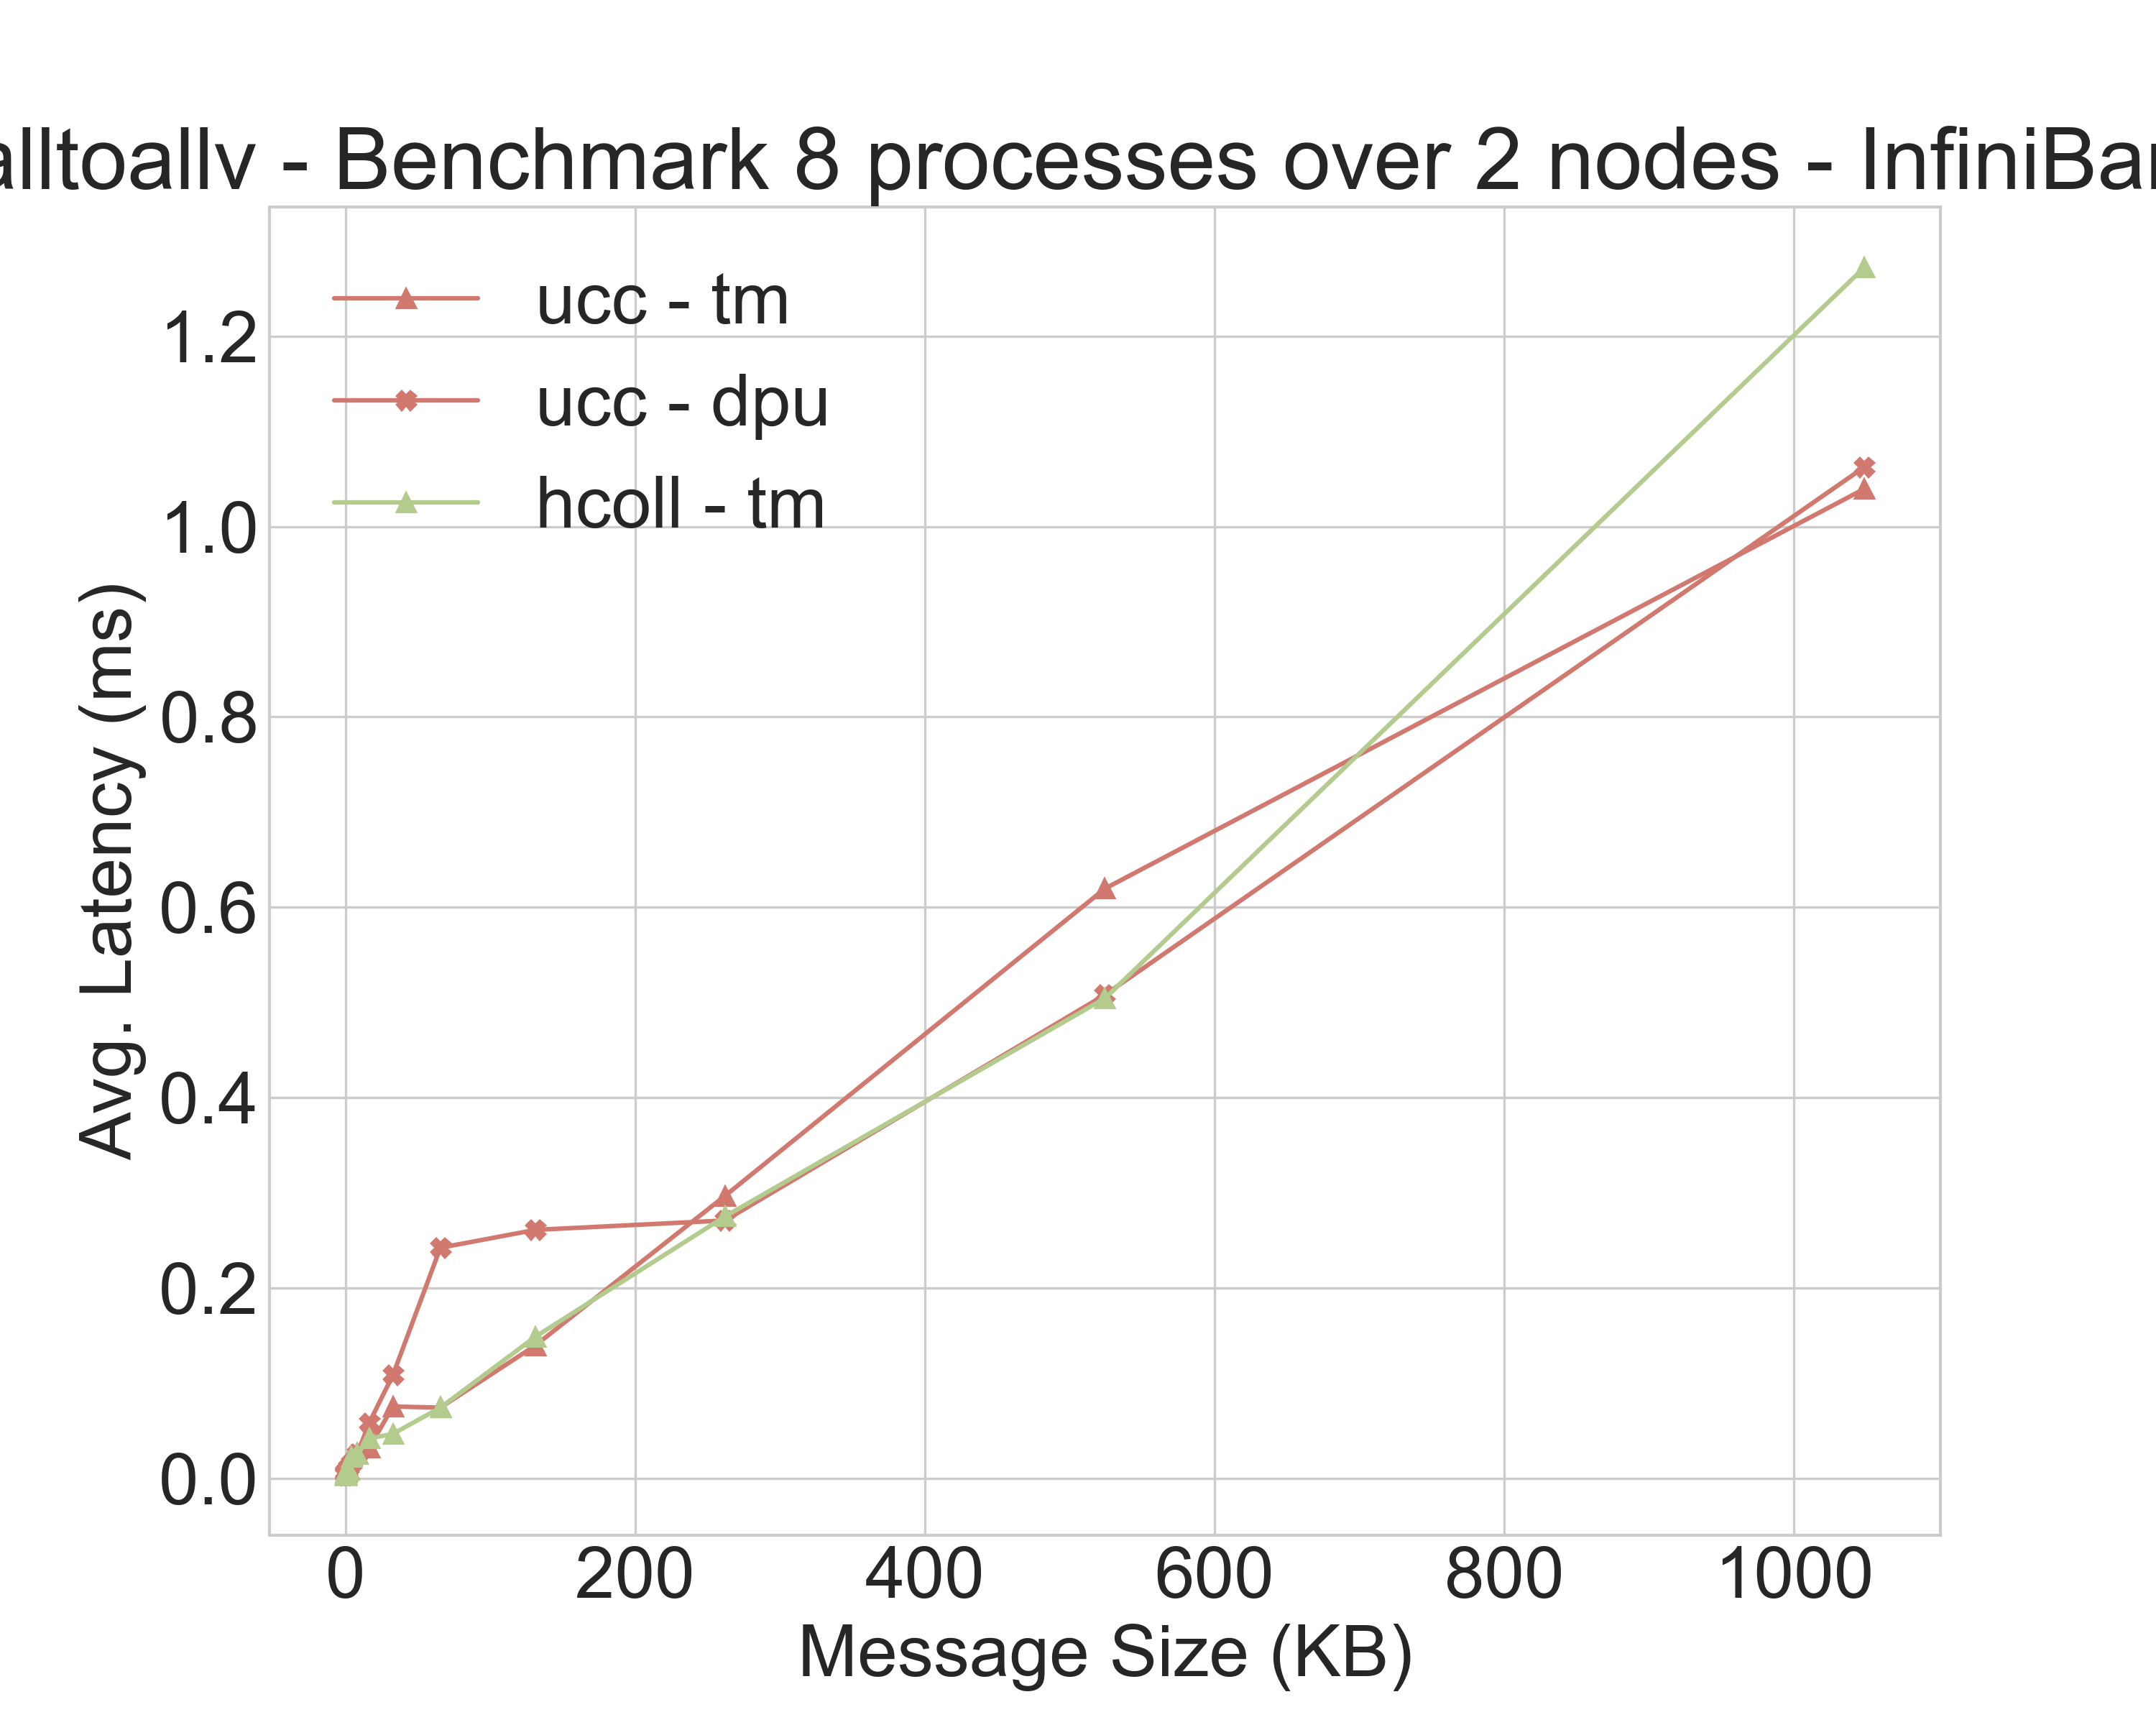 alltoallv - Benchmark 8 processes over 2 nodes -
ucc - tm
ucc - dpu
hcoll - tm
Avg. Latency (ms)
1.2
1.0
0.8
0.6
0.4
0.2
0.0
0 200 400 600 800 1000
Message Size (KB)